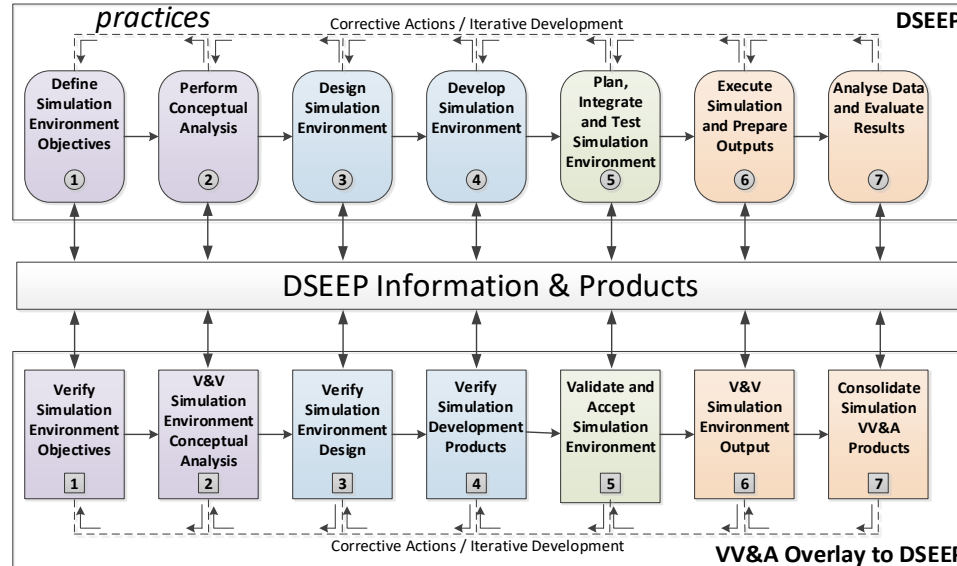 practices
Corrective Actions / Iterative Development
DSEEP
Define
Simulation
Environment
Objectives
1
Perform
Conceptual
Analysis
2
Design
Simulation
Environment
3
Develop
Simulation
Environment
4
Plan,
Integrate
and Test
Simulation
Environment
5
Execute
Simulation
and Prepare
Outputs
6
Analyse Data
and Evaluate
Results
7
DSEEP Information & Products
Verify
Simulation
Environment
Objectives
1
V&V
Simulation
Environment
Conceptual
Analysis
2
Verify
Simulation
Environment
Design
3
Verify
Simulation
Development
Products
4
Validate and
Accept
Simulation
Environment
5
V&V
Simulation
Environment
Output
6
Consolidate
Simulation
VV&A
Products
7
Corrective Actions / Iterative Development
VV&A Overlay to DSEEP